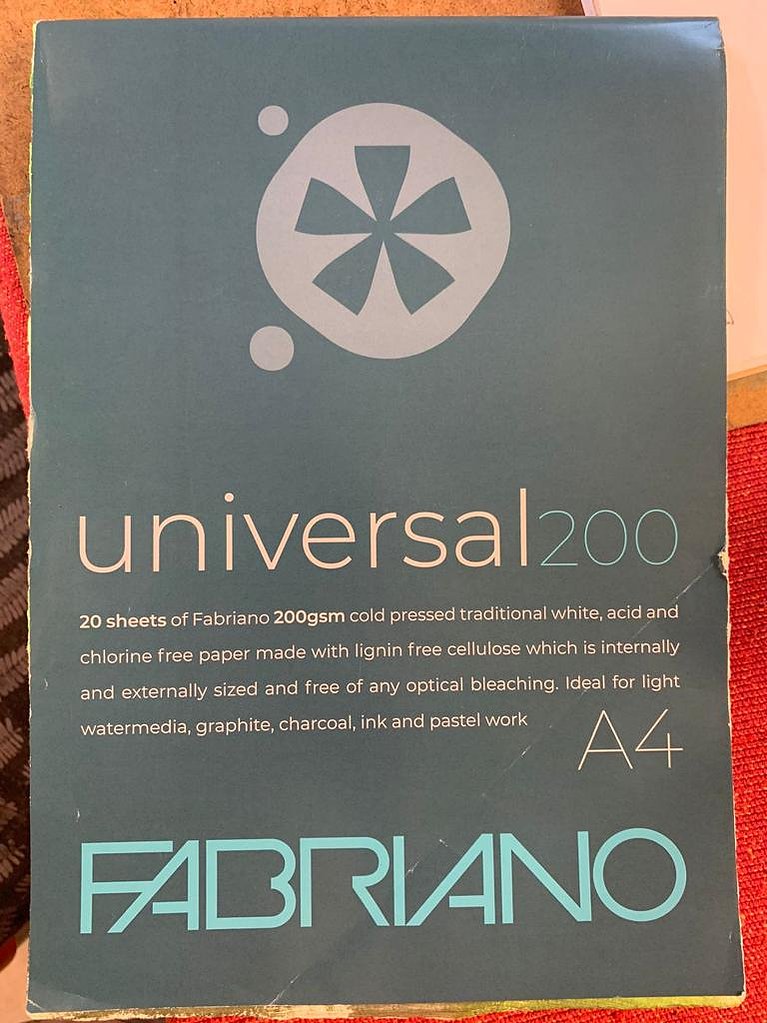 universal200
20 sheets of Fabriano 200gsm cold pressed traditional white, acid and
chlorine free paper made with lignin free cellulose which is internally
and externally sized and free of any optical bleaching. Ideal for light
watermedia, graphite, charcoal, ink and pastel work
A4
FABRIANO